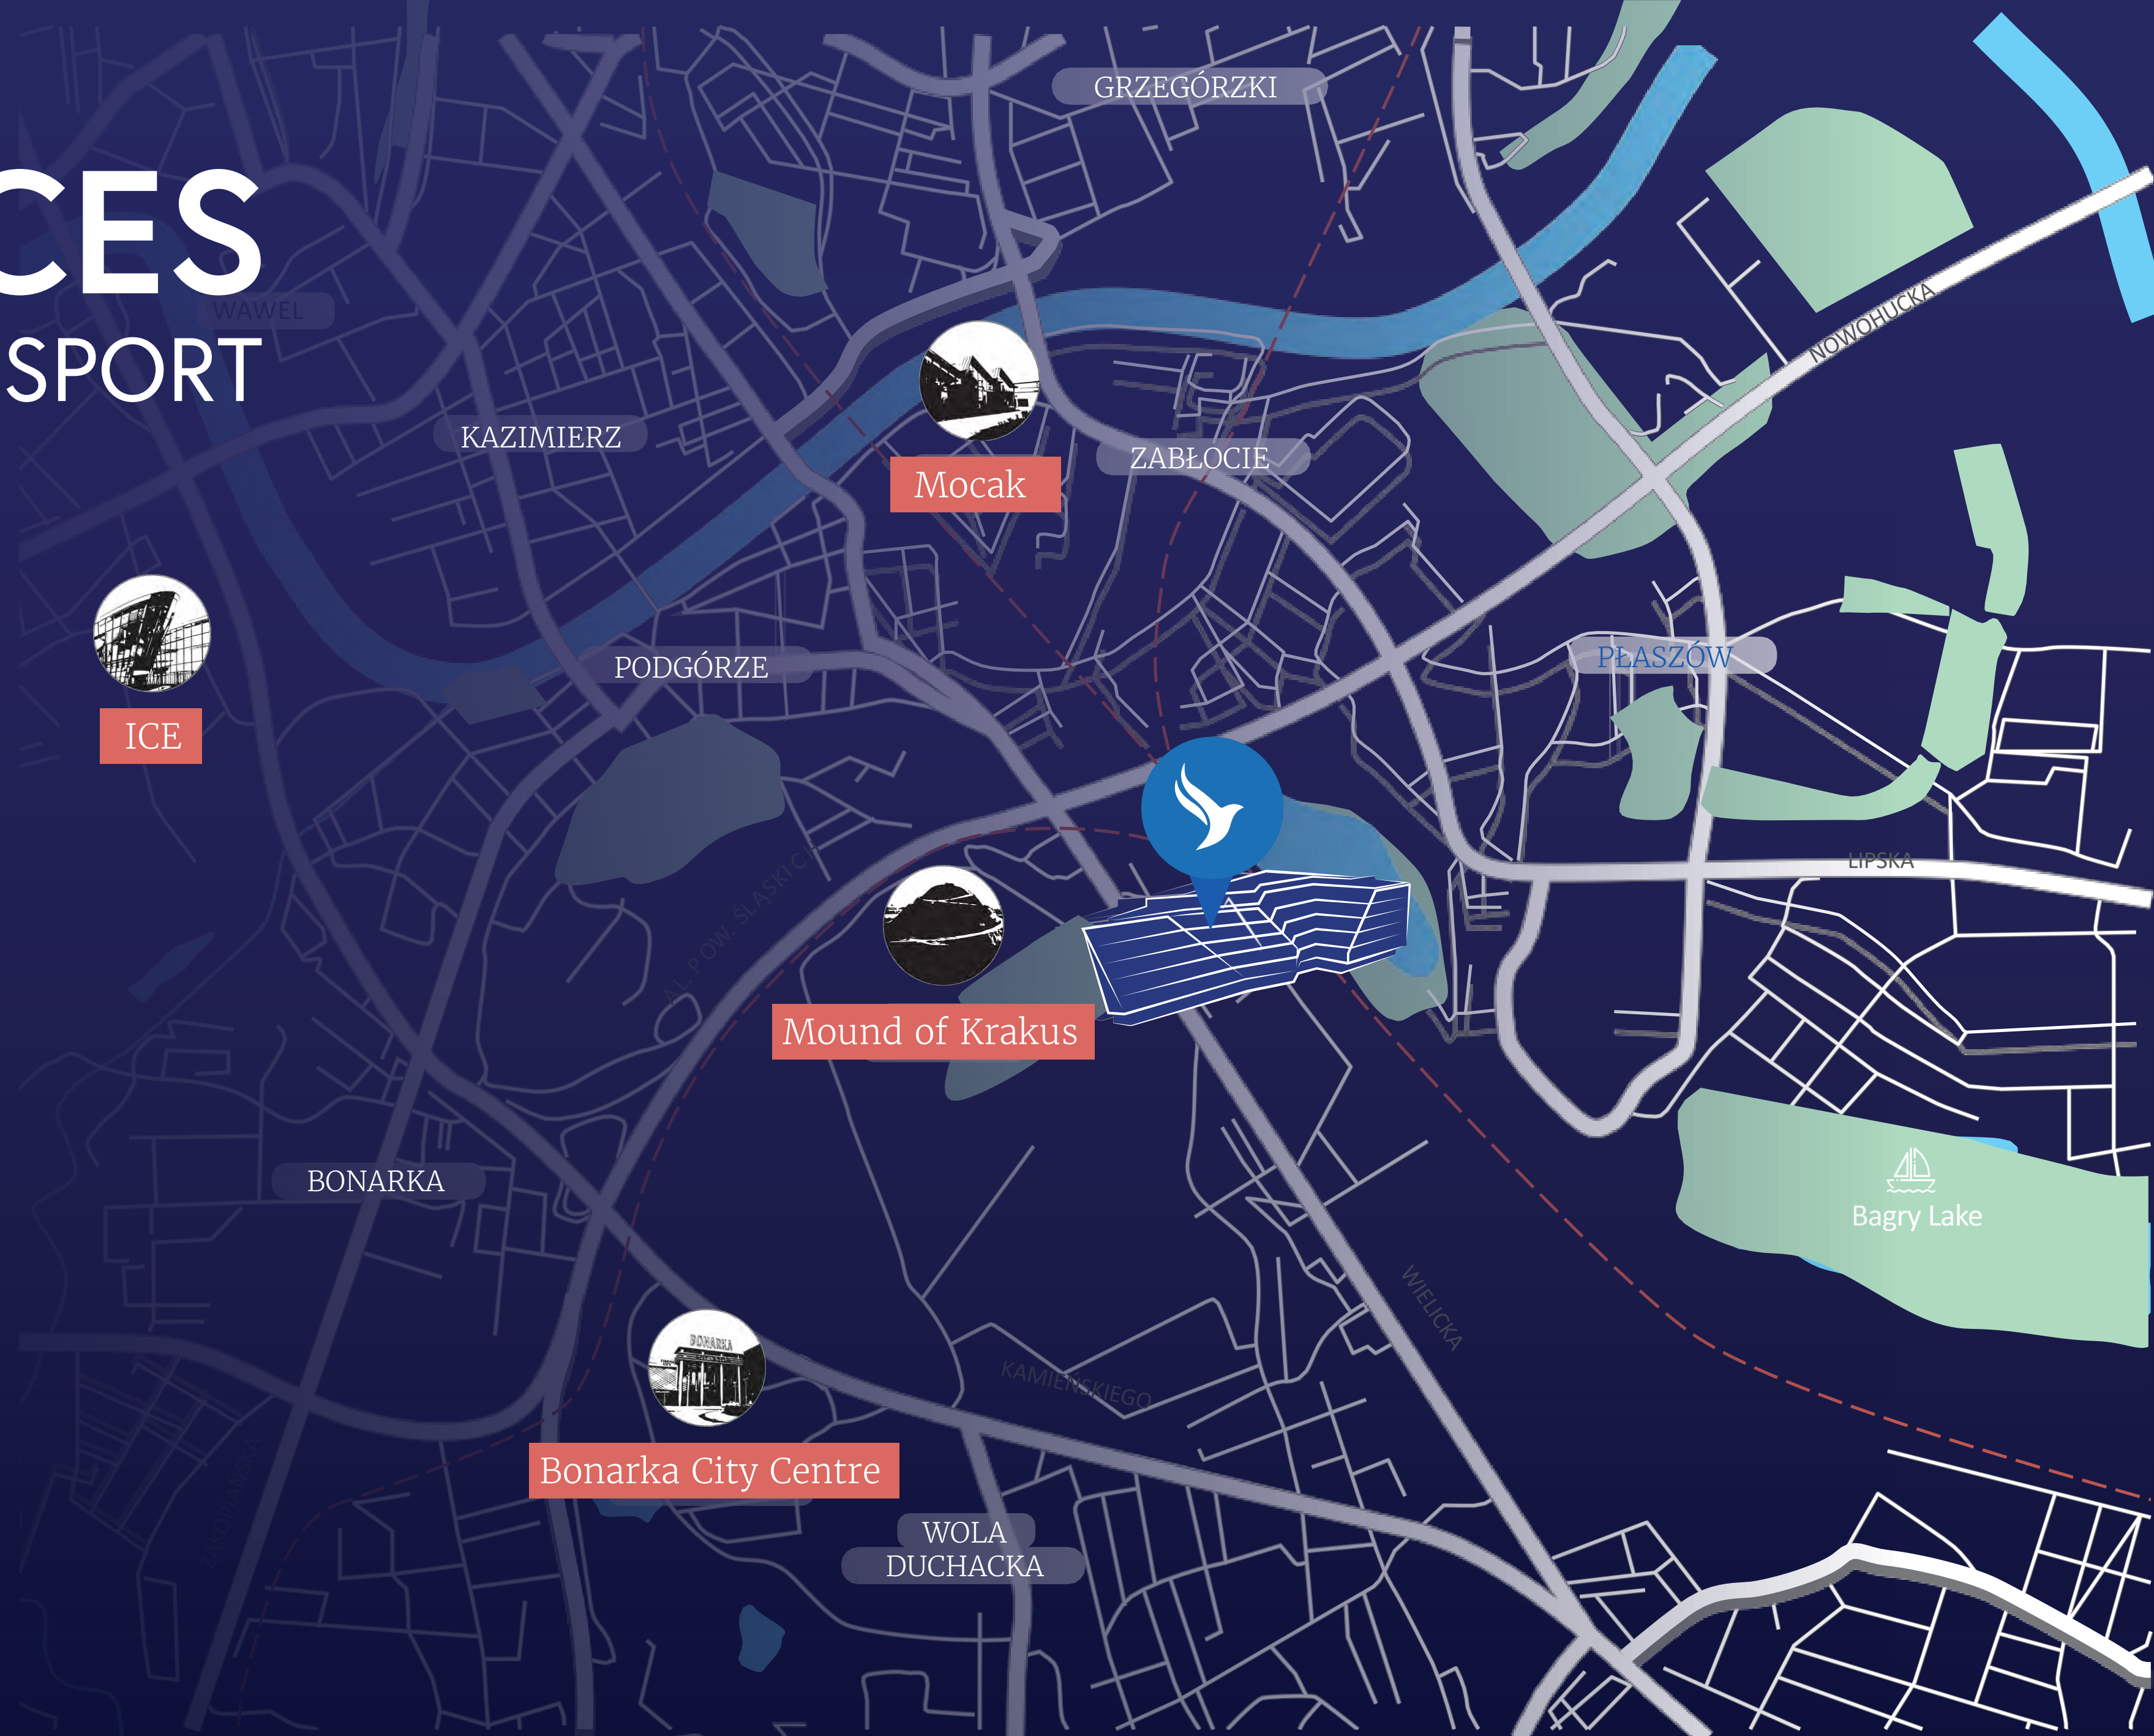 GRZEGÓRZKI
CES
WAWEL
SPORT
NOWOHUCKA
KAZIMIERZ
ZABŁOCIE
Mocak
PŁASZÓW
PODGÓRZE
ICE
LIPSKA
AL. POW. ŚLĄSKICH
Mound of Krakus
BONARKA
Bagry Lake
WIELICKA
BONARKA
KAMIEŃSKIEGO
Bonarka City Centre
ZAKOPIAŃSKA
WOLA
DUCHACKA